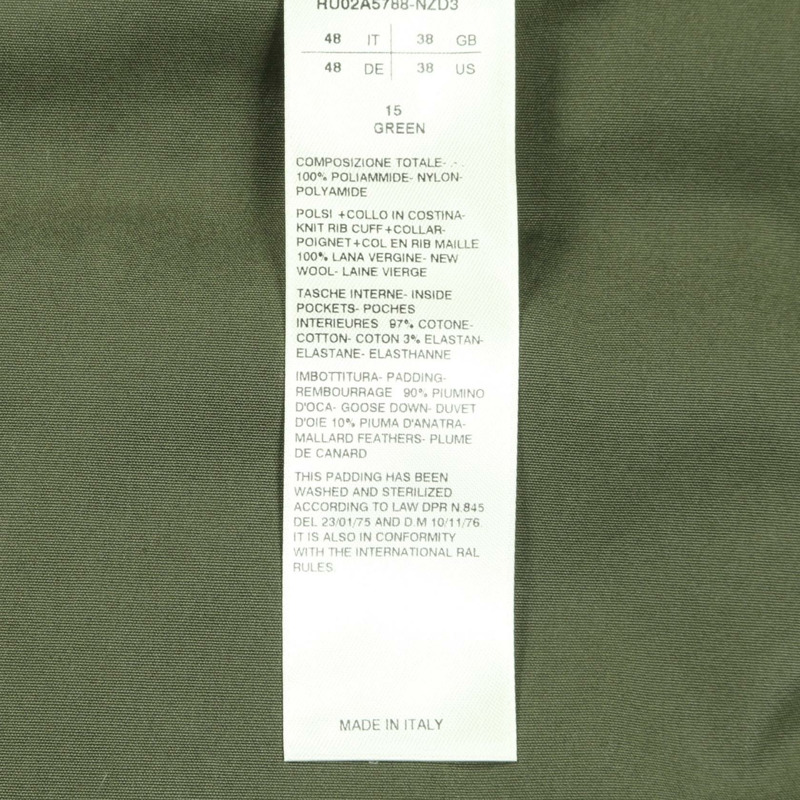 RU02A5788-NZD3
48 IT 38 GB
48 DE 38 US
15
GREEN
COMPOSIZIONE TOTALE- . - .
100% POLIAMMIDE- NYLON-
POLYAMIDE
POLSI +COLLO IN COSTINA-
KNIT RIB CUFF+COLLAR-
POIGNET+COL EN RIB MAILLE
100% LANA VERGINE- NEW
WOOL- LAINE VIERGE
TASCHE INTERNE- INSIDE
POCKETS- POCHES
INTERIEURES 97% COTONE-
COTTON- COTON 3% ELASTAN-
ELASTANE- ELASTHANNE
IMBOTTITURA- PADDING-
REMBOURRAGE 90% PIUMINO
D'OCA- GOOSE DOWN- DUVET
D'OIE 10% PIUMA D'ANATRA-
MALLARD FEATHERS- PLUME
DE CANARD
THIS PADDING HAS BEEN
WASHED AND STERILIZED
ACCORDING TO LAW DPR N.845
DEL 23/01/75 AND D.M 10/11/76.
IT IS ALSO IN CONFORMITY
WITH THE INTERNATIONAL RAL
RULES
MADE IN ITALY